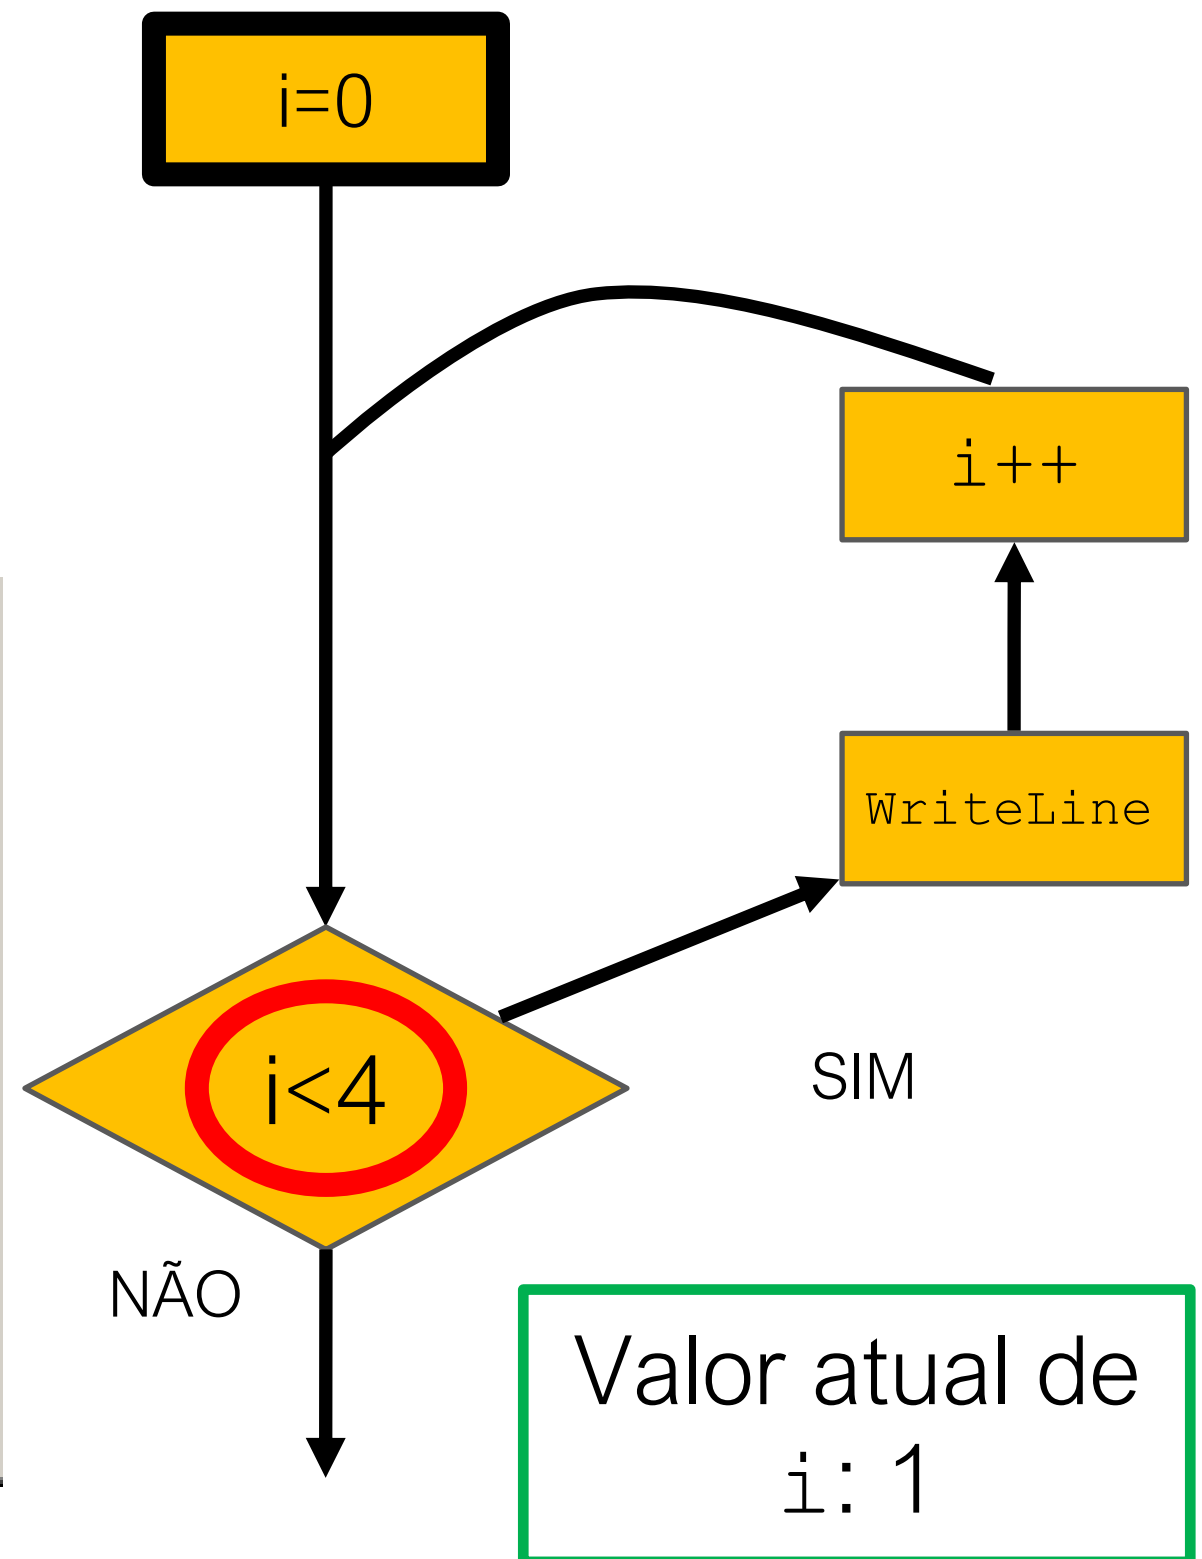 i=0
i++
WriteLine
i<4
SIM
NÃO
Valor atual de
i: 1